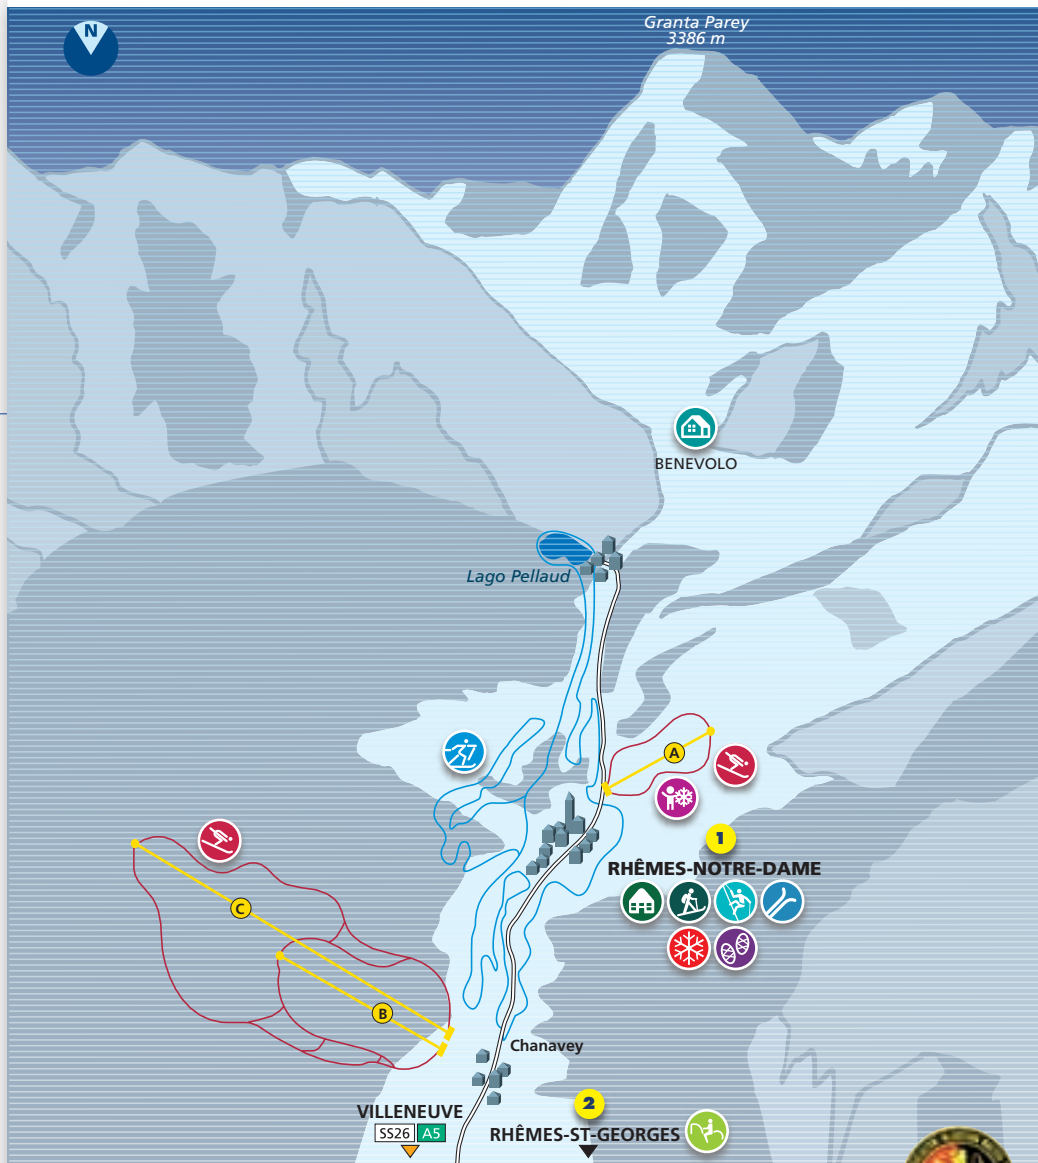 N
Granta Parey
3386 m
BENEVOLO
Lago Pellaud
A
1
RHÊMES-NOTRE-DAME
C
B
Chanavey
VILLENEUVE
SS26 A5
2
RHÊMES-ST-GEORGES